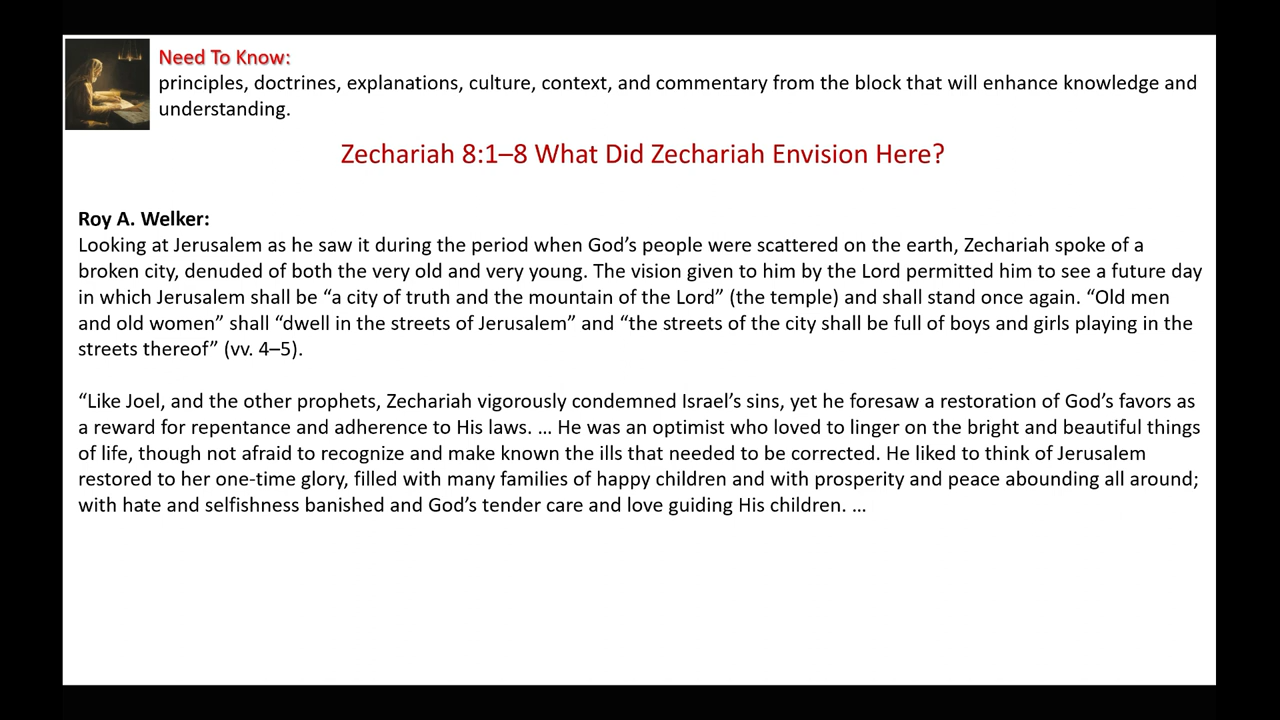 Need To Know:
principles, doctrines, explanations, culture, context, and commentary from the block that will enhance knowledge and
understanding.
Zechariah 8:1–8 What Did Zechariah Envision Here?
Roy A. Welker:
Looking at Jerusalem as he saw it during the period when God’s people were scattered on the earth, Zechariah spoke of a
broken city, denuded of both the very old and very young. The vision given to him by the Lord permitted him to see a future day
in which Jerusalem shall be “a city of truth and the mountain of the Lord” (the temple) and shall stand once again. “Old men
and old women” shall “dwell in the streets of Jerusalem” and “the streets of the city shall be full of boys and girls playing in the
streets thereof” (vv. 4–5).
“Like Joel, and the other prophets, Zechariah vigorously condemned Israel’s sins, yet he foresaw a restoration of God’s favors as
a reward for repentance and adherence to His laws. … He was an optimist who loved to linger on the bright and beautiful things
of life, though not afraid to recognize and make known the ills that needed to be corrected. He liked to think of Jerusalem
restored to her one-time glory, filled with many families of happy children and with prosperity and peace abounding all around;
with hate and selfishness banished and God’s tender care and love guiding His children. …